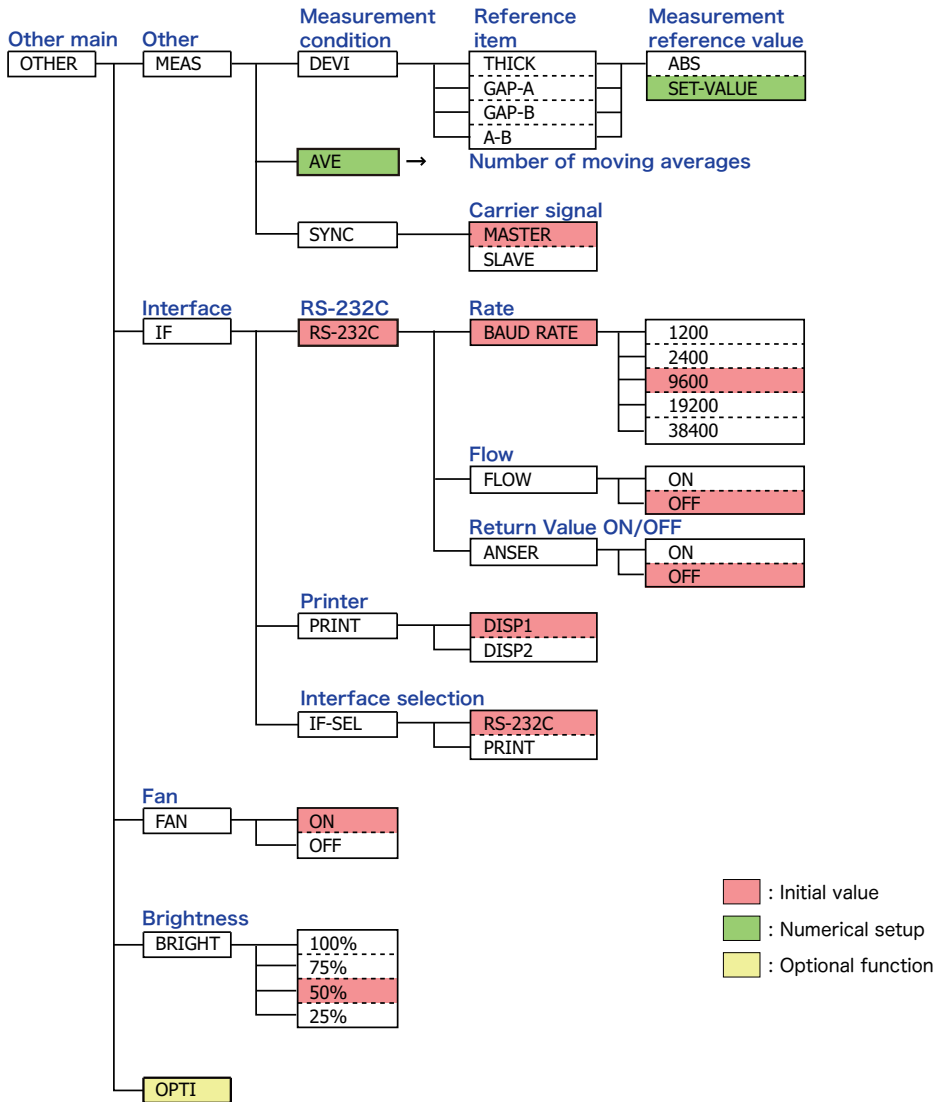 Other main
OTHER
Other
MEAS
Measurement
condition
DEVI
Reference
item
THICK
GAP-A
GAP-B
A-B
Measurement
reference value
ABS
SET-VALUE
AVE → Number of moving averages
SYNC
Carrier signal
MASTER
SLAVE
Interface
IF
RS-232C
RS-232C
Rate
BAUD RATE
1200
2400
9600
19200
38400
Flow
FLOW
ON
OFF
Return Value ON/OFF
ANSER
ON
OFF
Printer
PRINT
DISP1
DISP2
Interface selection
IF-SEL
RS-232C
PRINT
Fan
FAN
ON
OFF
Brightness
BRIGHT
100%
75%
50%
25%
OPTI
: Initial value
: Numerical setup
: Optional function